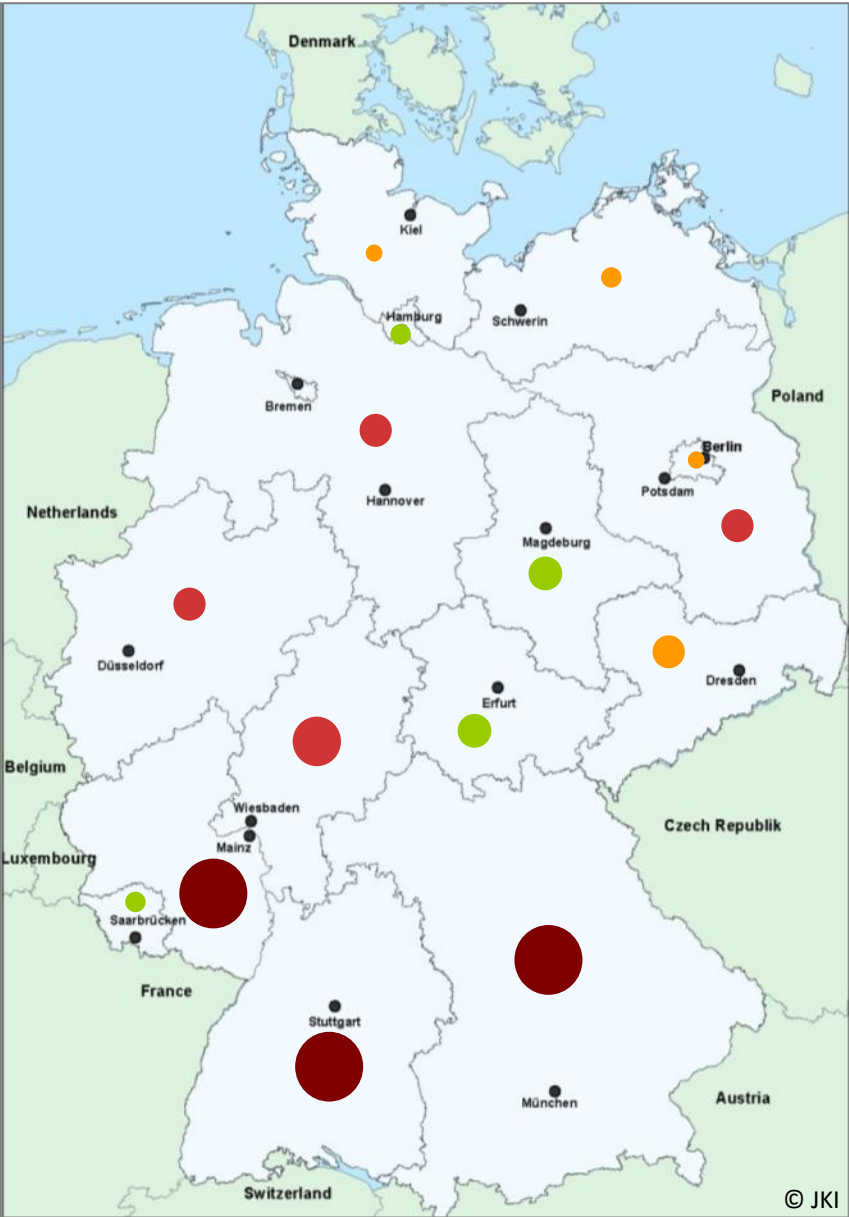 Denmark
Kiel
Hamburg
Schwerin
Bremen
Poland
Berlin
Potsdam
Hannover
Netherlands
Magdeburg
Düsseldorf
Dresden
Erfurt
Belgium
Wiesbaden
Czech Republik
Mainz
Luxembourg
Saarbrücken
France
Stuttgart
München
Austria
Switzerland
© JKI